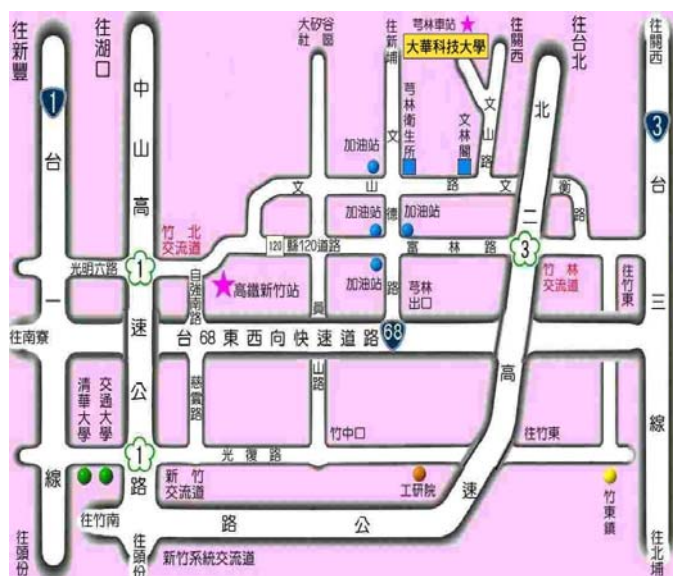 往新豐
往湖口
大矽谷
社區
往新埔
芎林車站
大華科技大學
往關西
往台北
往關西
1
台一線
中山高速公路
北二高速公路
3
台三線
芎林衛生所
文林閣
文山路
加油站
文山路
文衡路
竹北
交流道
加油站
加油站
文德路
120
縣120道路
富林路
3
竹林
交流道
往竹東
光明六路
1
自強南路
高鐵新竹站
加油站
芎林
出口
員山路
往南寮
台68東西向快速道路
68
清華大學
交通大學
慈雲路
竹中口
往竹東
光復路
1
新竹
交流道
工研院
竹東鎮
往竹南
往頭份
往頭份
新竹系統交流道
往北埔